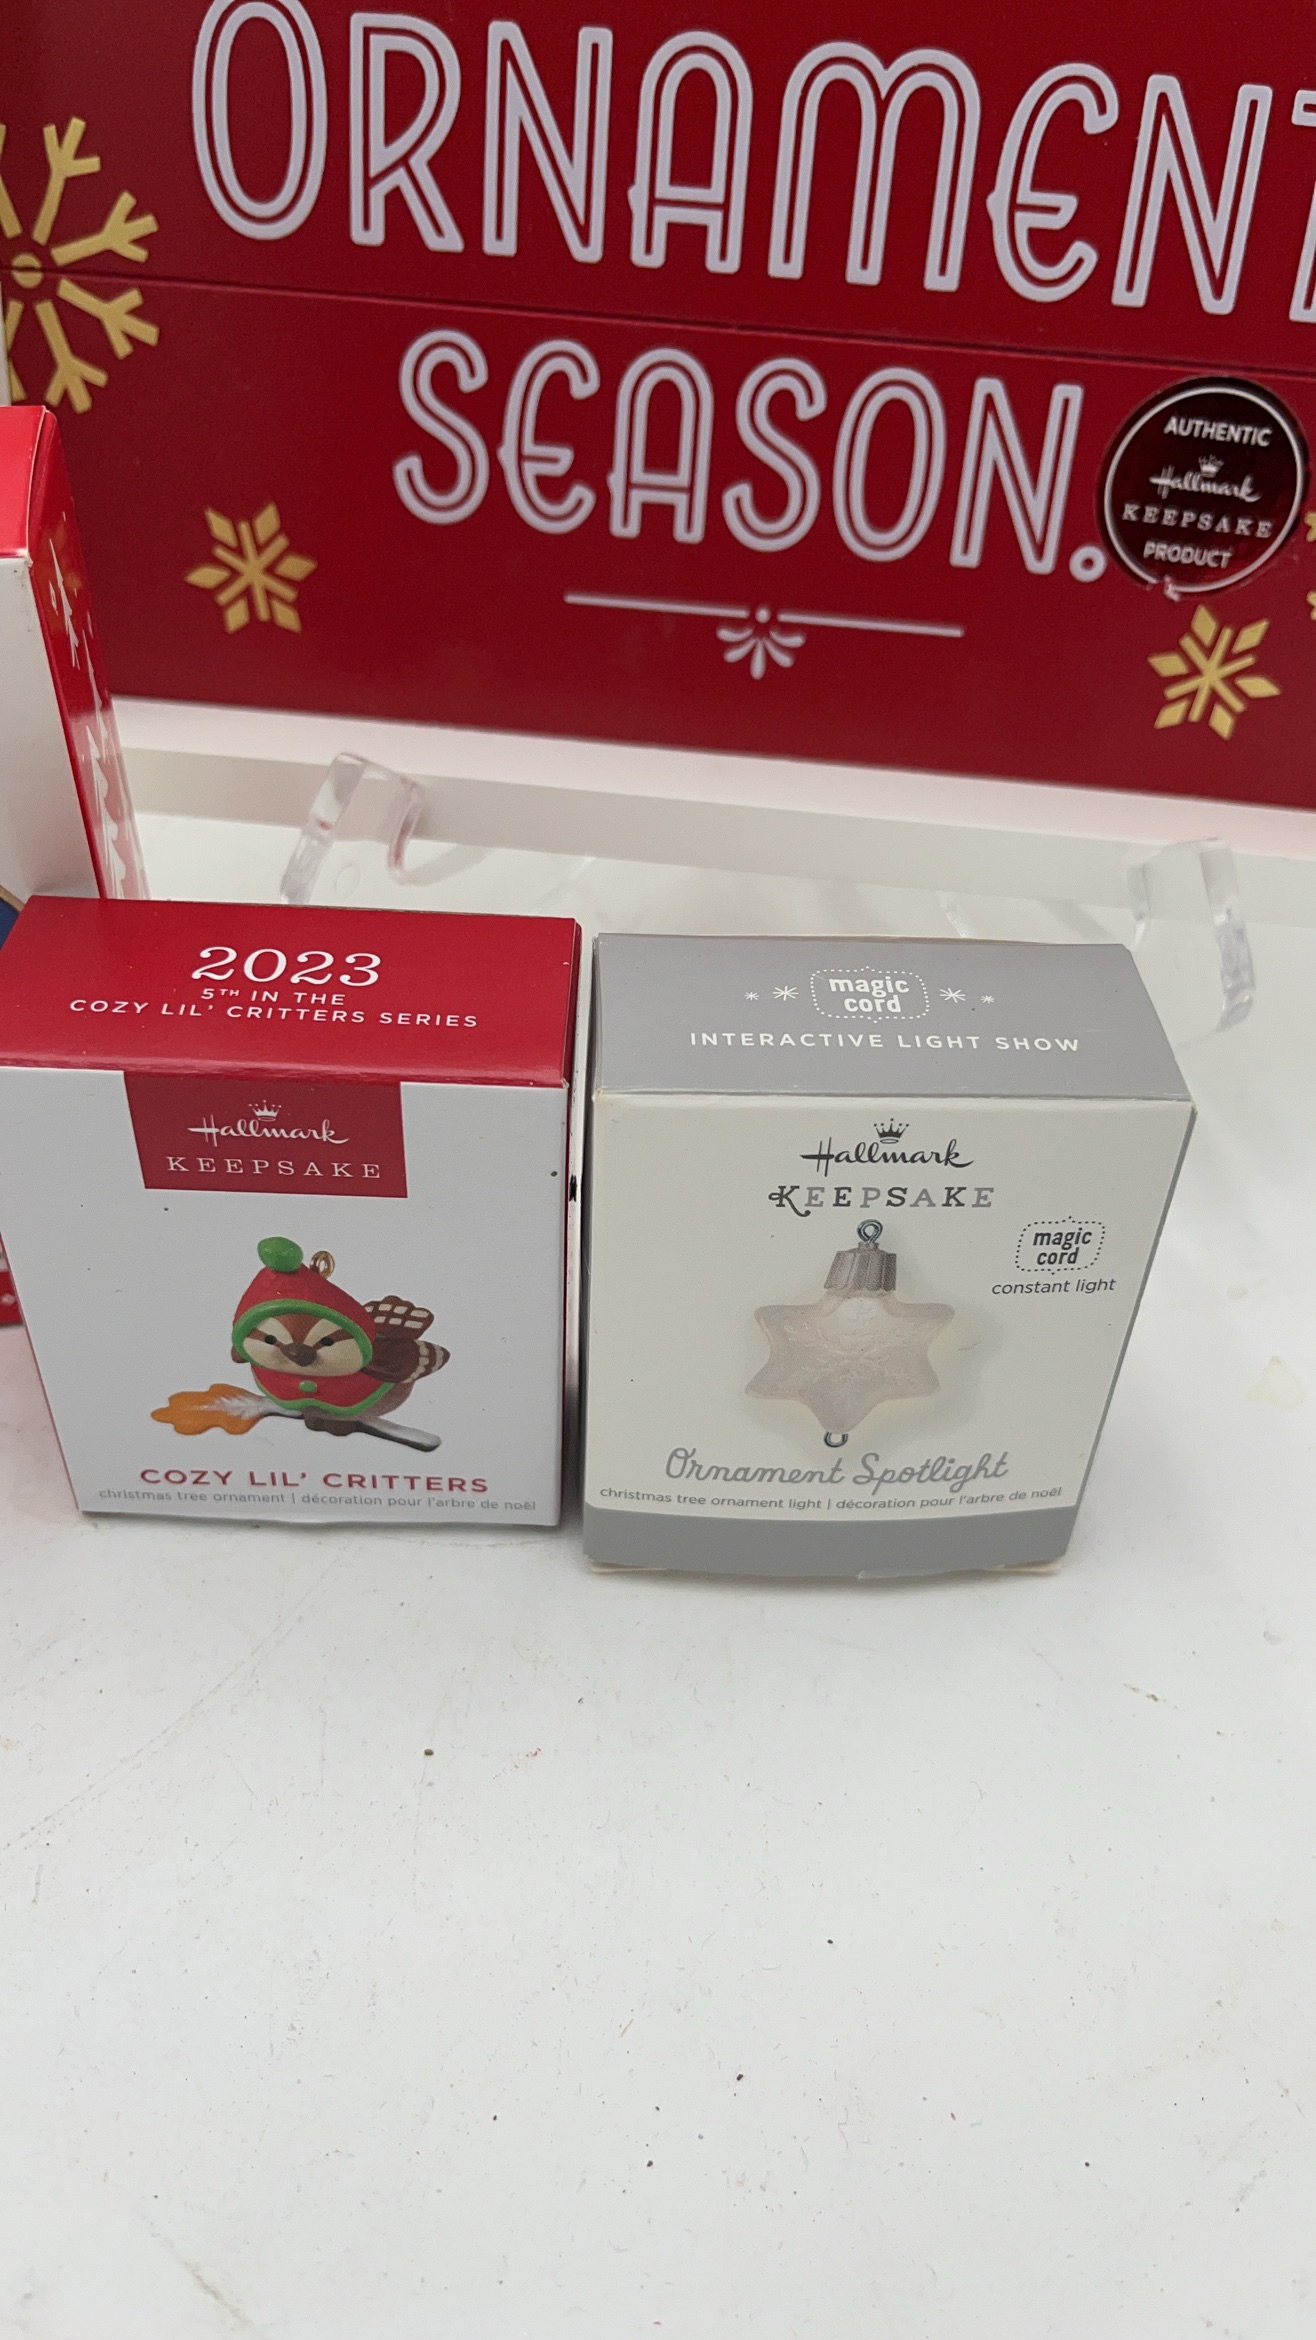 ORNAMENT
SEASON.
AUTHENTIC
Hallmark
KEEPSAKE
PRODUCT
2023
5TH IN THE
COZY LIL' CRITTERS SERIES
Hallmark
KEEPSAKE
COZY LIL' CRITTERS
christmas tree ornament | décoration pour l'arbre de noël
magic
cord
INTERACTIVE LIGHT SHOW
Hallmark
KEEPSAKE
magic
cord
constant light
Ornament Spotlight
christmas tree ornament light | décoration pour l'arbre de noël